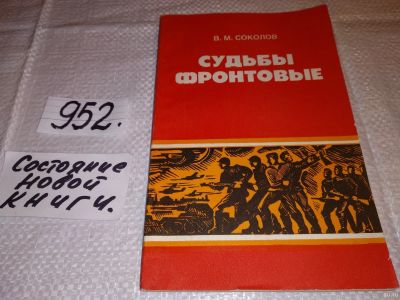 В. М. СОКОЛОВ
СУДЬБЫ
ФРОНТОВЫЕ
952.
Состояние
новой
книги.